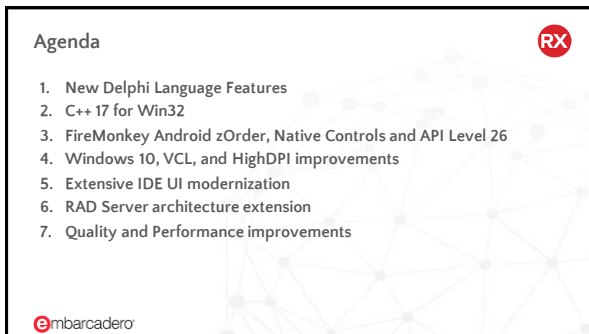 Agenda
RX
1. New Delphi Language Features
2. C++ 17 for Win32
3. FireMonkey Android zOrder, Native Controls and API Level 26
4. Windows 10, VCL, and HighDPI improvements
5. Extensive IDE UI modernization
6. RAD Server architecture extension
7. Quality and Performance improvements
embarcadero